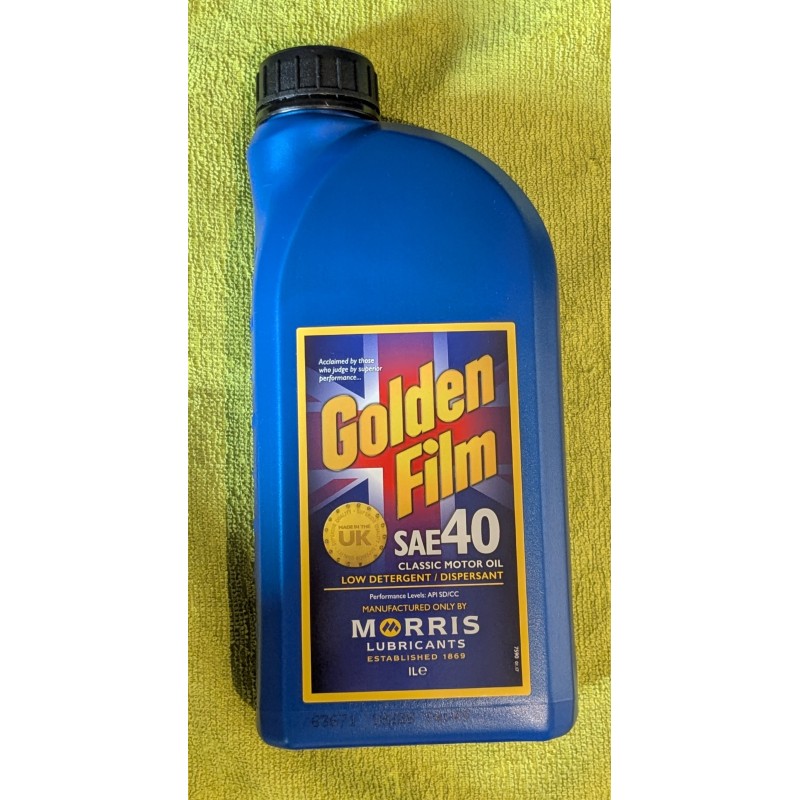 Acclaimed by those
who judge by superior
performance...
Golden
Film
MADE IN THE
UK
SAE40
CLASSIC MOTOR OIL
LOW DETERGENT / DISPERSANT
Performance Levels: API SD/CC
MANUFACTURED ONLY BY
MORRIS
LUBRICANTS
ESTABLISHED 1869
1L℮